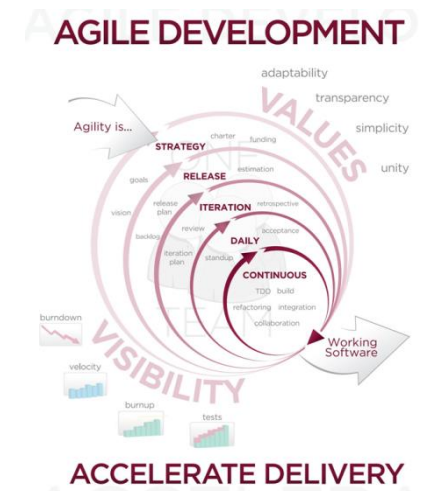 AGILE DEVELOPMENT
adaptability
transparency
simplicity
unity
VALUES
Agility is...
STRATEGY
charter
funding
goals
vision
RELEASE
estimation
release
plan
backlog
ITERATION
retrospective
review
iteration
plan
DAILY
acceptance
standup
CONTINUOUS
TDD build
refactoring integration
collaboration
ONE
TEAM
Working
Software
VISIBILITY
burndown
velocity
burnup
tests
ACCELERATE DELIVERY